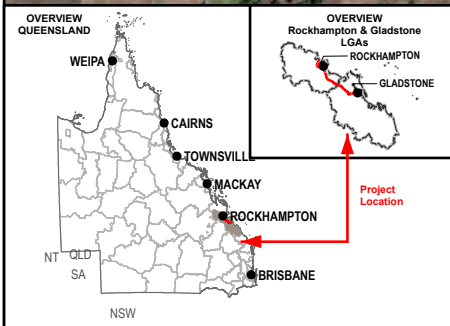 OVERVIEW
QUEENSLAND
WEIPA
CAIRNS
TOWNSVILLE
MACKAY
ROCKHAMPTON
BRISBANE
NT
QLD
SA
NSW
OVERVIEW
Rockhampton & Gladstone
LGAs
ROCKHAMPTON
GLADSTONE
Project
Location